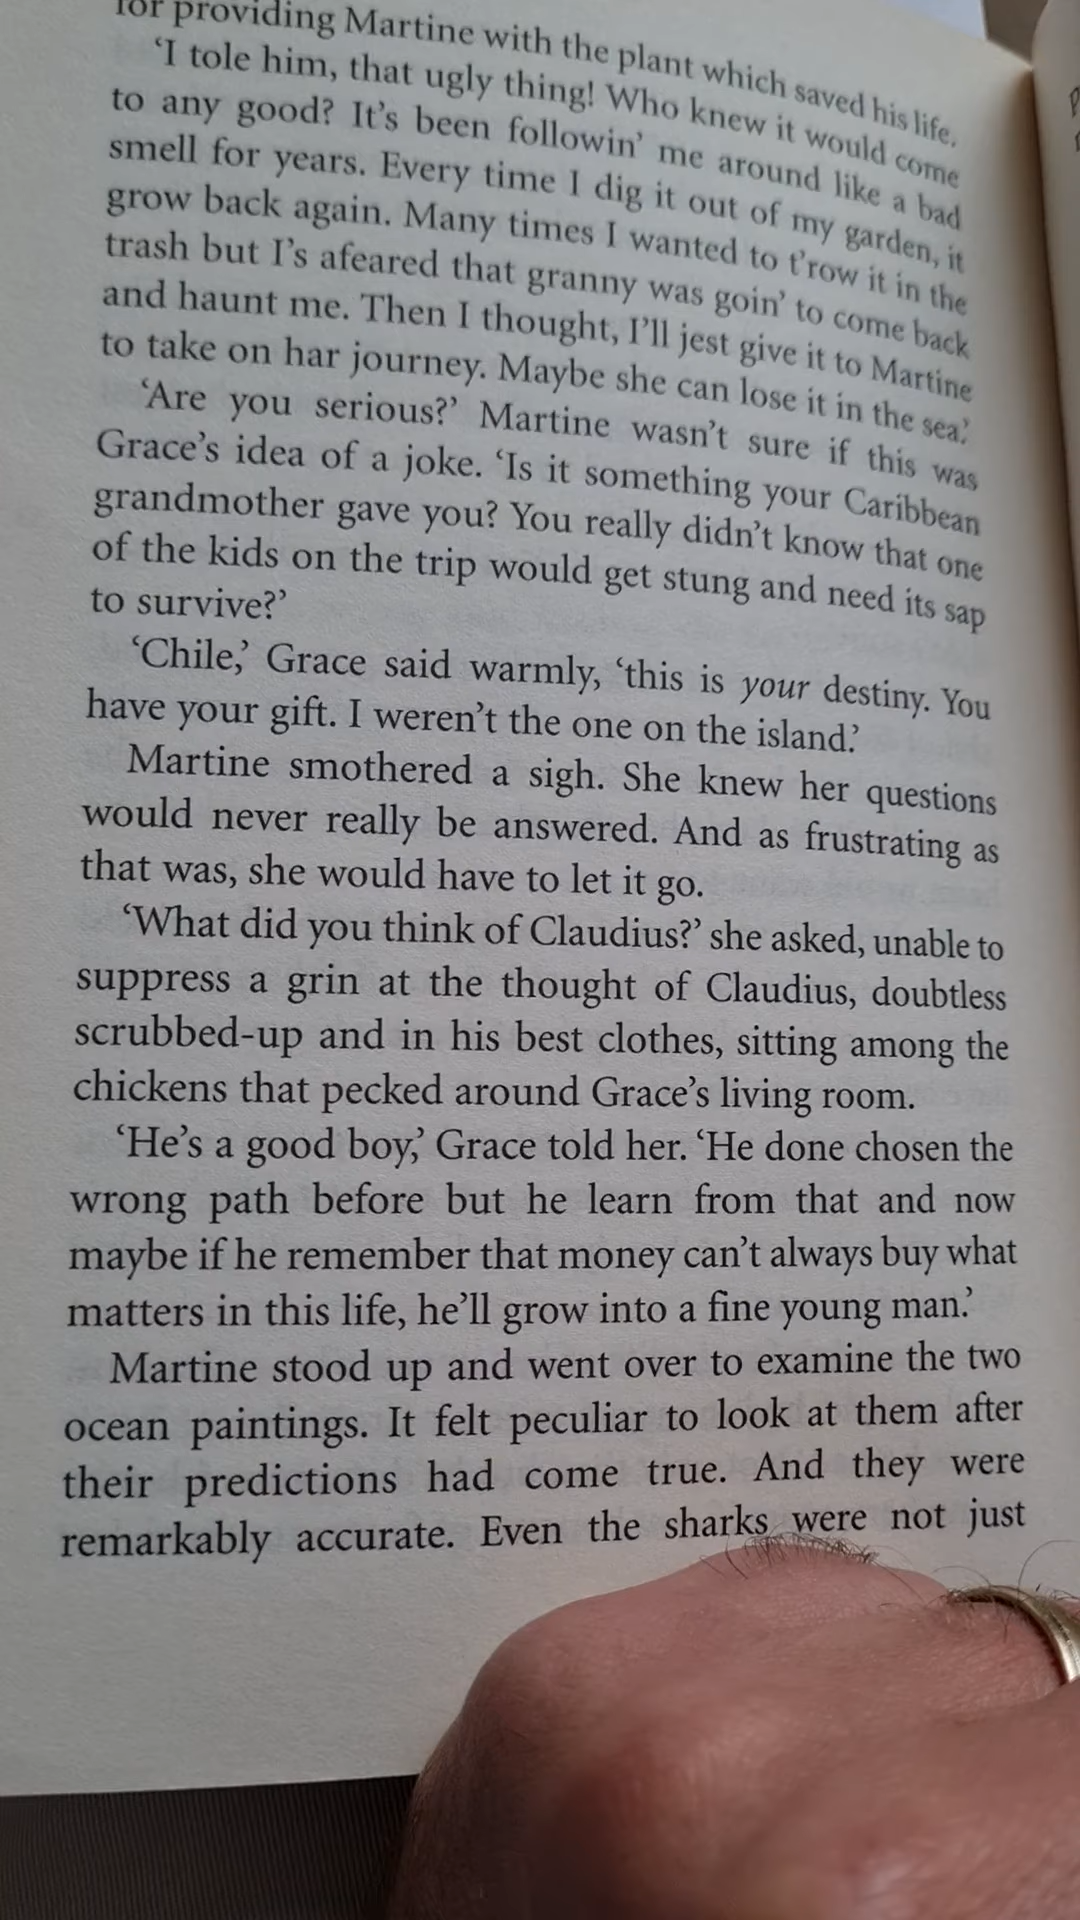 for providing Martine with the plant which saved his life.
‘I tole him, that ugly thing! Who knew it would come
to any good? It’s been followin’ me around like a bad
smell for years. Every time I dig it out of my garden, it
grow back again. Many times I wanted to t’row it in the
trash but I’s afeared that granny was goin’ to come back
and haunt me. Then I thought, I’ll jest give it to Martine
to take on har journey. Maybe she can lose it in the sea.’
‘Are you serious?’ Martine wasn’t sure if this was
Grace’s idea of a joke. ‘Is it something your Caribbean
grandmother gave you? You really didn’t know that one
of the kids on the trip would get stung and need its sap
to survive?’
‘Chile,’ Grace said warmly, ‘this is your destiny. You
have your gift. I weren’t the one on the island.’
Martine smothered a sigh. She knew her questions
would never really be answered. And as frustrating as
that was, she would have to let it go.
‘What did you think of Claudius?’ she asked, unable to
suppress a grin at the thought of Claudius, doubtless
scrubbed-up and in his best clothes, sitting among the
chickens that pecked around Grace’s living room.
‘He’s a good boy,’ Grace told her. ‘He done chosen the
wrong path before but he learn from that and now
maybe if he remember that money can’t always buy what
matters in this life, he’ll grow into a fine young man.’
Martine stood up and went over to examine the two
ocean paintings. It felt peculiar to look at them after
their predictions had come true. And they were
remarkably accurate. Even the sharks were not just